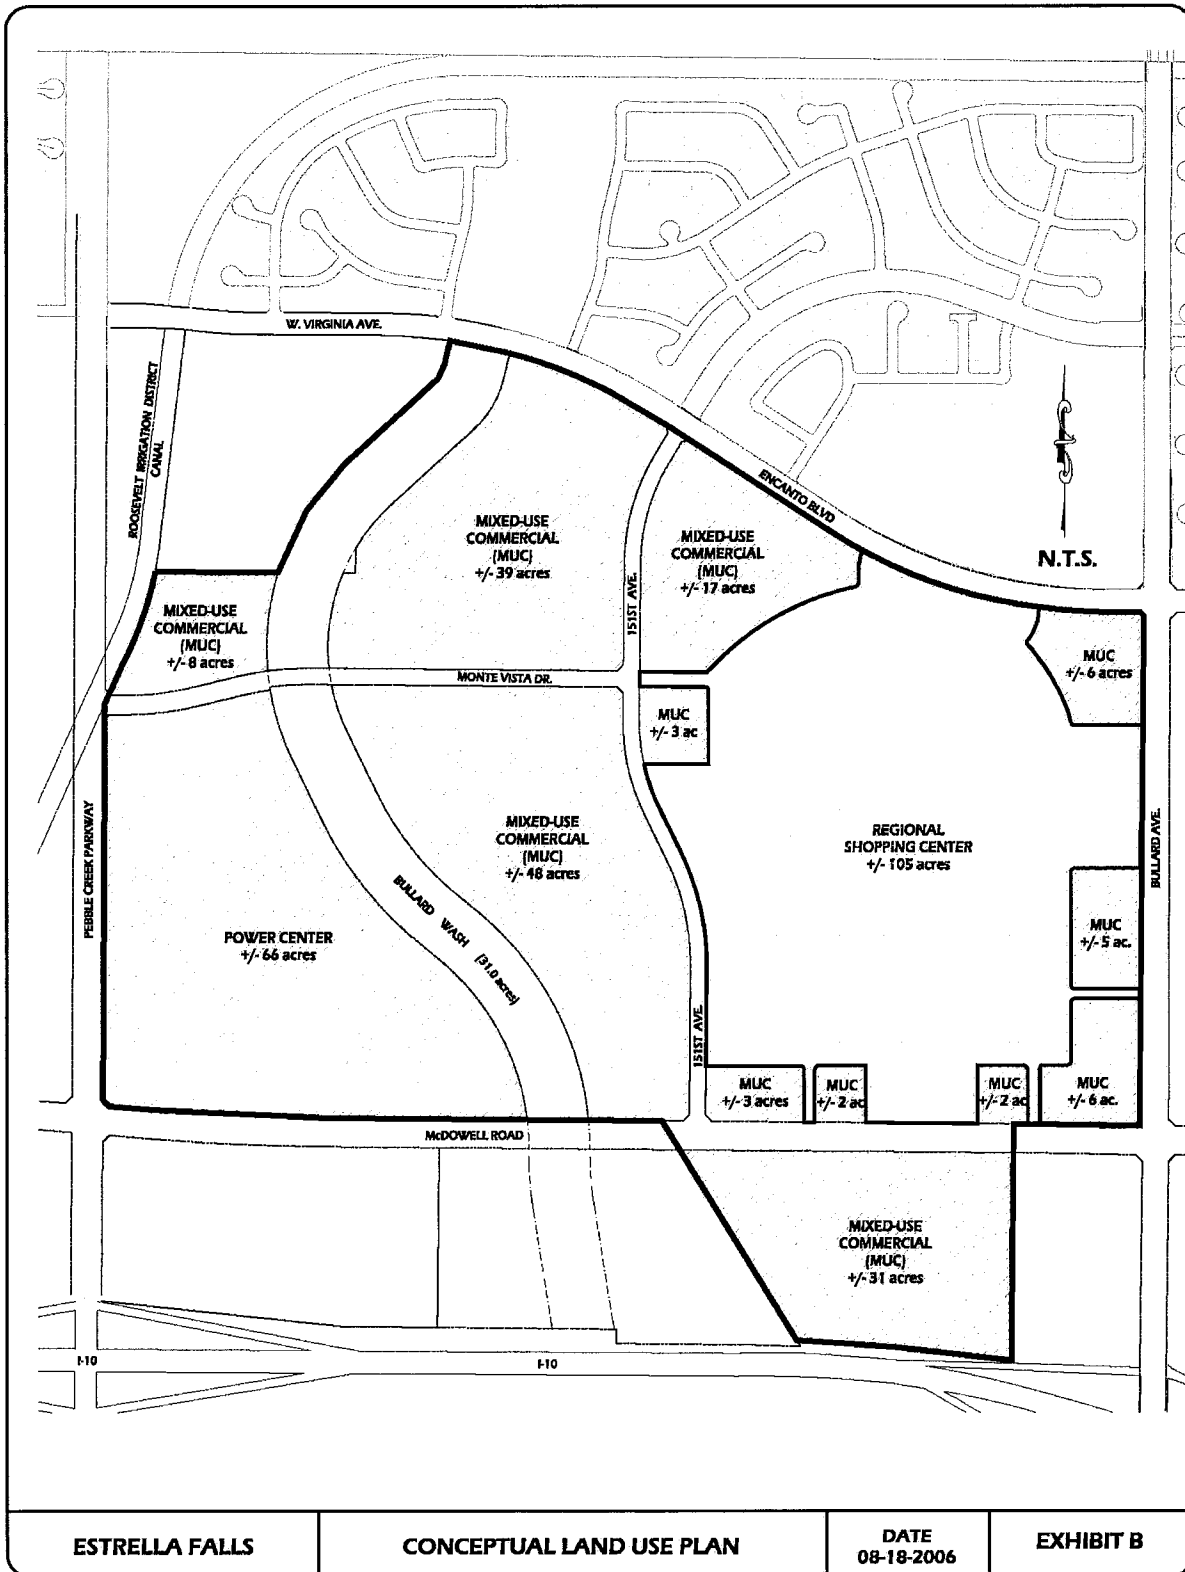 W. VIRGINIA AVE.
ROOSEVELT IRRIGATION DISTRICT
CANAL
ENCANTO BLVD
N.T.S.
MIXED-USE
COMMERCIAL
(MUC)
+/- 39 acres
MIXED-USE
COMMERCIAL
(MUC)
+/- 17 acres
151ST AVE.
MIXED-USE
COMMERCIAL
(MUC)
+/- 8 acres
MUC
+/- 6 acres
MONTE VISTA DR.
MUC
+/- 3 ac
PEBBLE CREEK PARKWAY
MIXED-USE
COMMERCIAL
(MUC)
+/- 48 acres
REGIONAL
SHOPPING CENTER
+/- 105 acres
BULLARD AVE.
BULLARD WASH (31.0 acres)
POWER CENTER
+/- 66 acres
MUC
+/- 5 ac.
151ST AVE.
MUC
+/- 3 acres
MUC
+/- 2 ac
MUC
+/- 2 ac
MUC
+/- 6 ac.
McDOWELL ROAD
MIXED-USE
COMMERCIAL
(MUC)
+/- 31 acres
I-10
I-10
ESTRELLA FALLS
CONCEPTUAL LAND USE PLAN
DATE
08-18-2006
EXHIBIT B